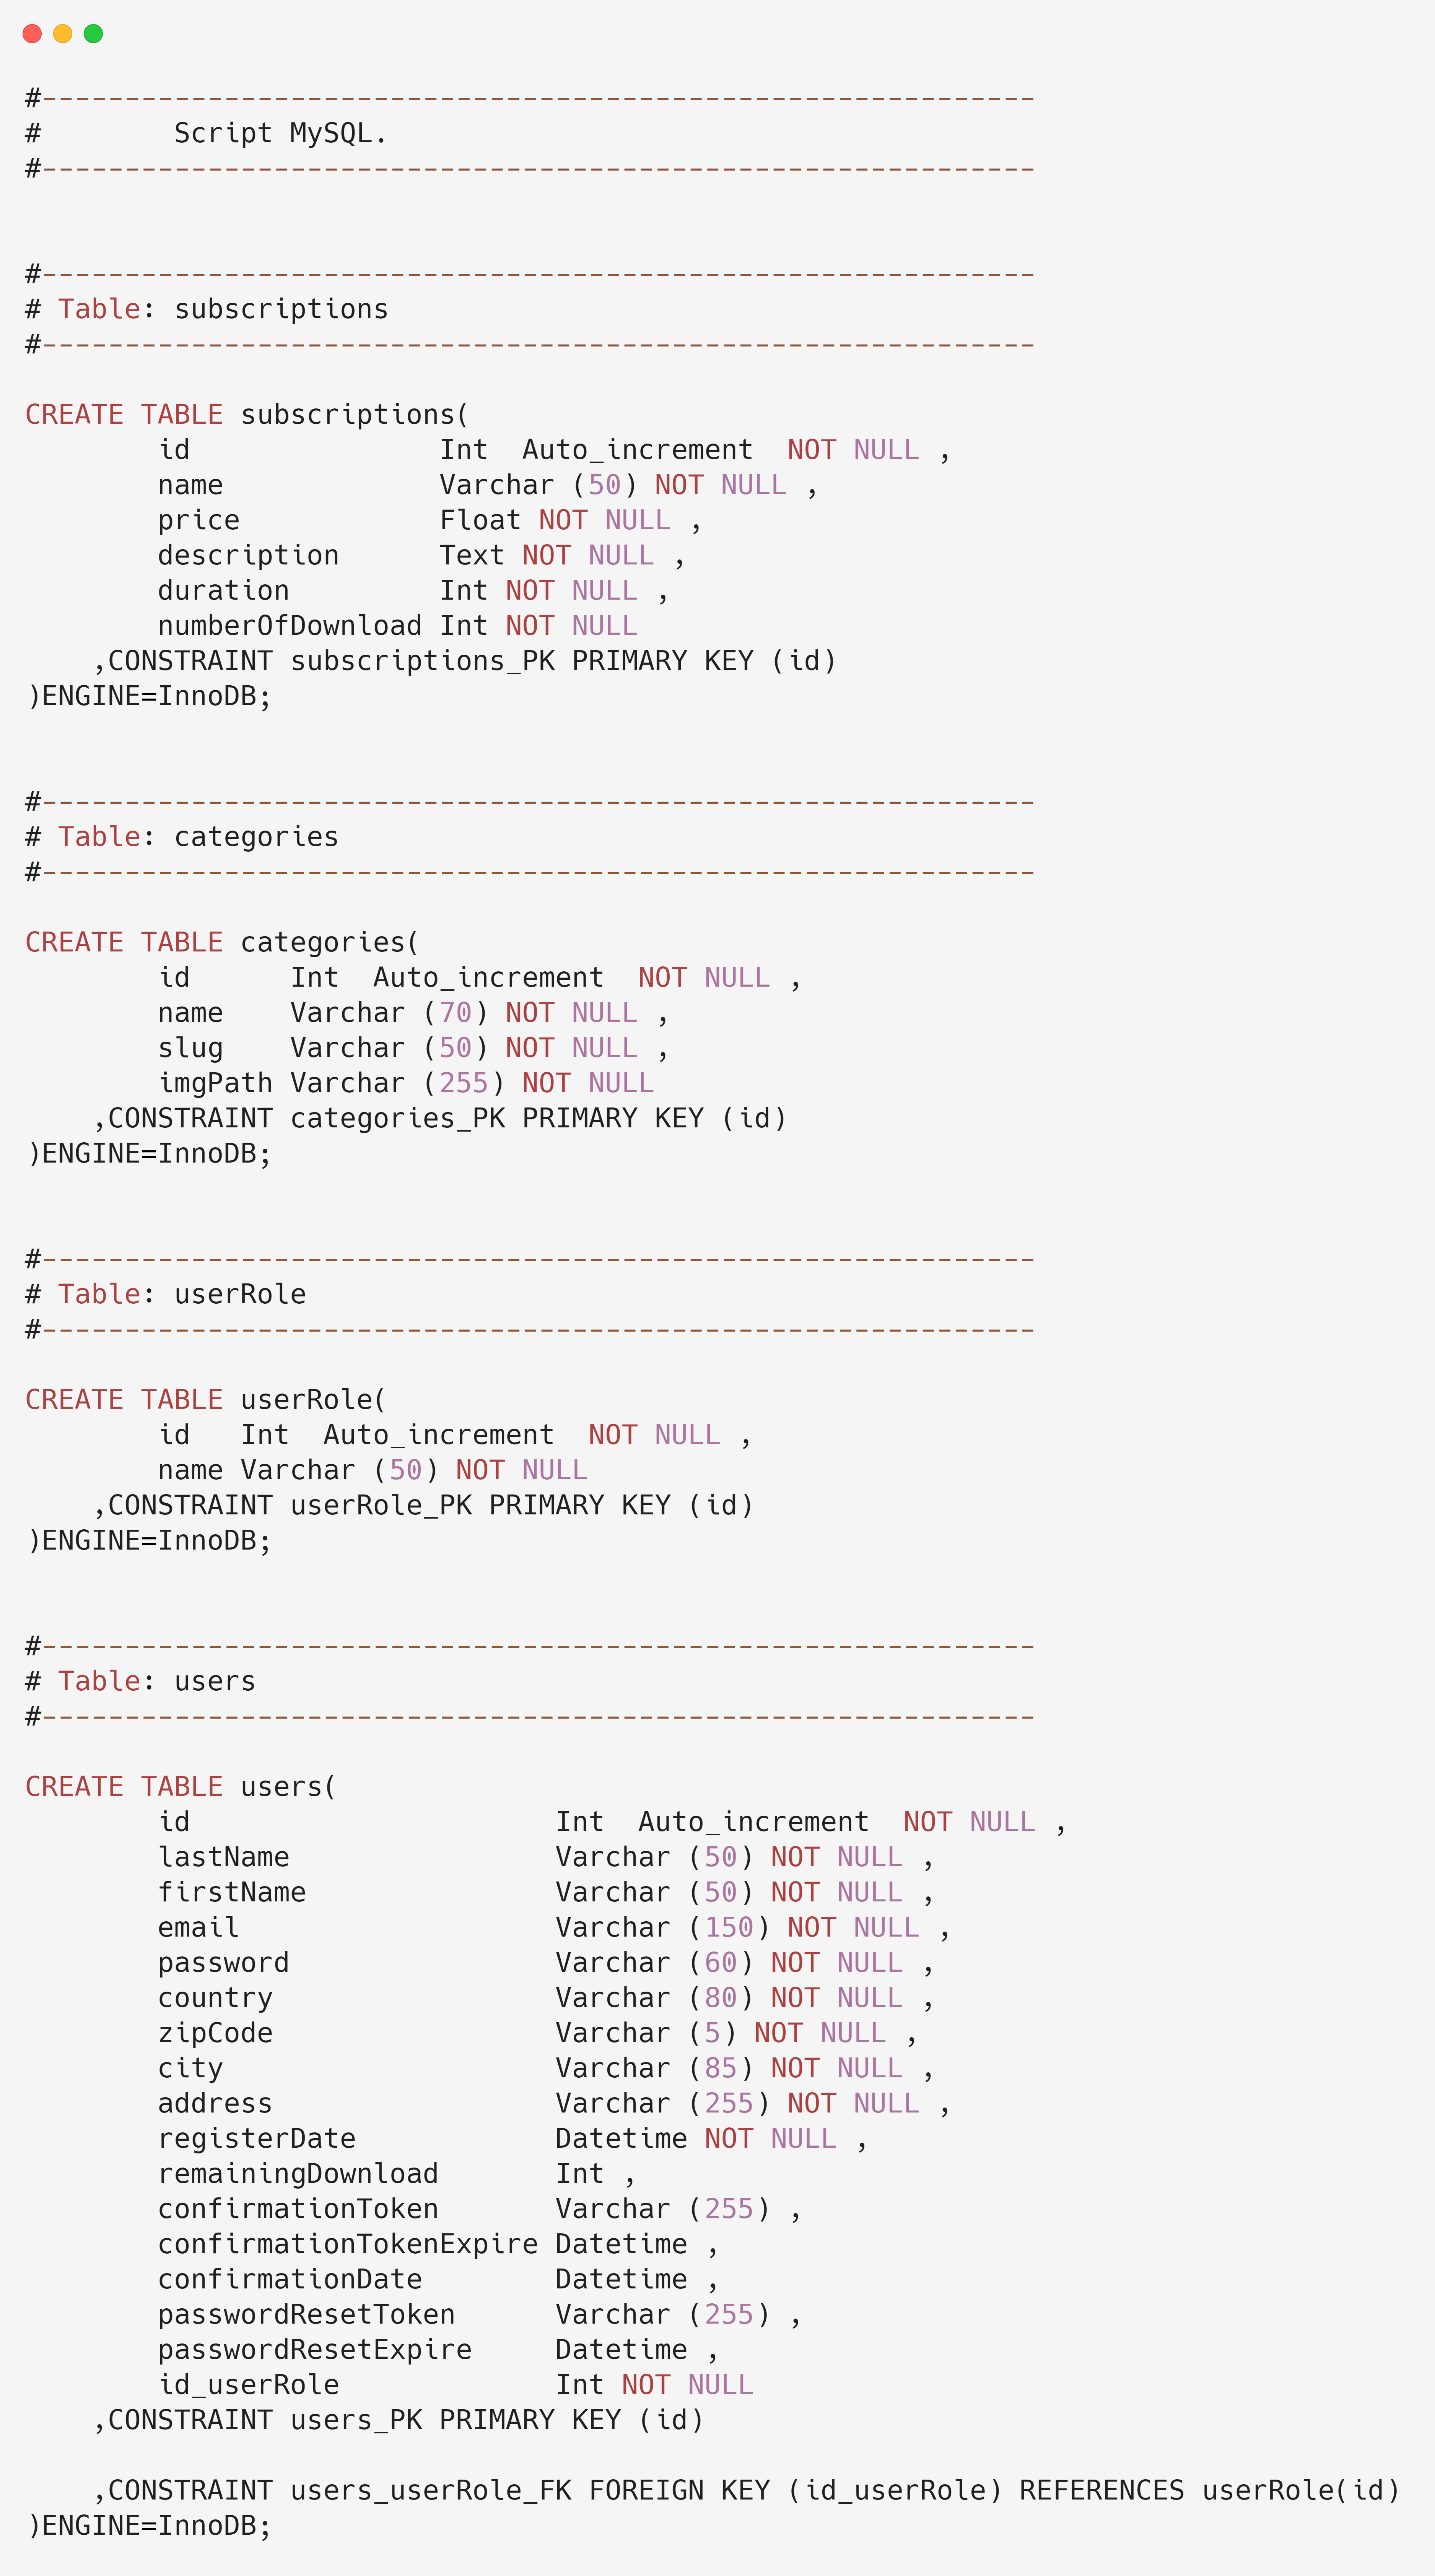 #------------------------------------------------------------
#        Script MySQL.
#------------------------------------------------------------


#------------------------------------------------------------
# Table: subscriptions
#------------------------------------------------------------

CREATE TABLE subscriptions(
        id               Int  Auto_increment  NOT NULL ,
        name             Varchar (50) NOT NULL ,
        price            Float NOT NULL ,
        description      Text NOT NULL ,
        duration         Int NOT NULL ,
        numberOfDownload Int NOT NULL
    ,CONSTRAINT subscriptions_PK PRIMARY KEY (id)
)ENGINE=InnoDB;


#------------------------------------------------------------
# Table: categories
#------------------------------------------------------------

CREATE TABLE categories(
        id      Int  Auto_increment  NOT NULL ,
        name    Varchar (70) NOT NULL ,
        slug    Varchar (50) NOT NULL ,
        imgPath Varchar (255) NOT NULL
    ,CONSTRAINT categories_PK PRIMARY KEY (id)
)ENGINE=InnoDB;


#------------------------------------------------------------
# Table: userRole
#------------------------------------------------------------

CREATE TABLE userRole(
        id   Int  Auto_increment  NOT NULL ,
        name Varchar (50) NOT NULL
    ,CONSTRAINT userRole_PK PRIMARY KEY (id)
)ENGINE=InnoDB;


#------------------------------------------------------------
# Table: users
#------------------------------------------------------------

CREATE TABLE users(
        id                      Int  Auto_increment  NOT NULL ,
        lastName                Varchar (50) NOT NULL ,
        firstName               Varchar (50) NOT NULL ,
        email                   Varchar (150) NOT NULL ,
        password                Varchar (60) NOT NULL ,
        country                 Varchar (80) NOT NULL ,
        zipCode                 Varchar (5) NOT NULL ,
        city                    Varchar (85) NOT NULL ,
        address                 Varchar (255) NOT NULL ,
        registerDate            Datetime NOT NULL ,
        remainingDownload       Int ,
        confirmationToken       Varchar (255) ,
        confirmationTokenExpire Datetime ,
        confirmationDate        Datetime ,
        passwordResetToken      Varchar (255) ,
        passwordResetExpire     Datetime ,
        id_userRole             Int NOT NULL
    ,CONSTRAINT users_PK PRIMARY KEY (id)

    ,CONSTRAINT users_userRole_FK FOREIGN KEY (id_userRole) REFERENCES userRole(id)
)ENGINE=InnoDB;